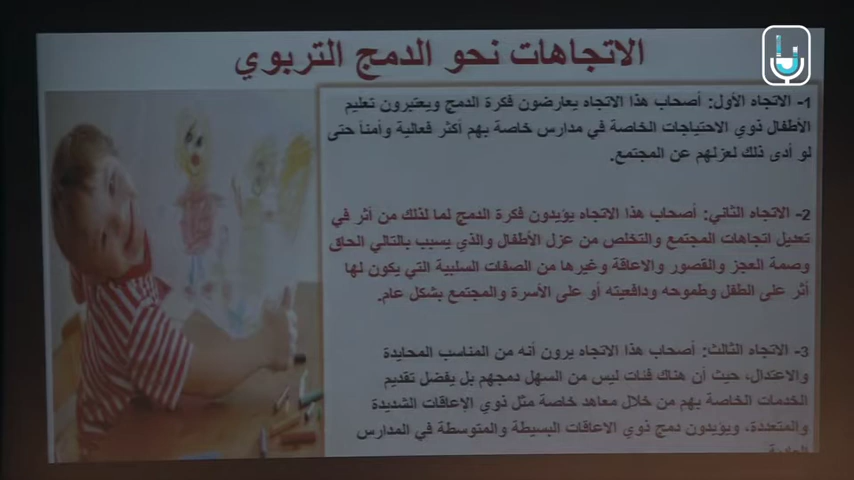 الاتجاهات نحو الدمج التربوي
1- الاتجاه الأول: أصحاب هذا الاتجاه يعارضون فكرة الدمج ويعتبرون تعليم
الأطفال ذوي الاحتياجات الخاصة في مدارس خاصة بهم أكثر فعالية وأمنا حتى
لو أدى ذلك لعزلهم عن المجتمع.
2- الاتجاه الثاني: أصحاب هذا الاتجاه يؤيدون فكرة الدمج لما لذلك من أثر في
تعديل اتجاهات المجتمع والتخلص من عزل الأطفال والذي يسبب بالتالي الحاق
وصمة العجز والقصور والاعاقة وغيرها من الصفات السلبية التي يكون لها
أثر على الطفل وطموحه ودافعيته أو على الأسرة والمجتمع بشكل عام.
3- الاتجاه الثالث: أصحاب هذا الاتجاه يرون أنه من المناسب المحايدة
والاعتدال، حيث أن هناك فئات ليس من السهل دمجهم بل يفضل تقديم
الخدمات الخاصة بهم من خلال معاهد خاصة مثل ذوي الإعاقات الشديدة
والمتعددة، ويؤيدون دمج ذوي الاعاقات البسيطة والمتوسطة في المدارس